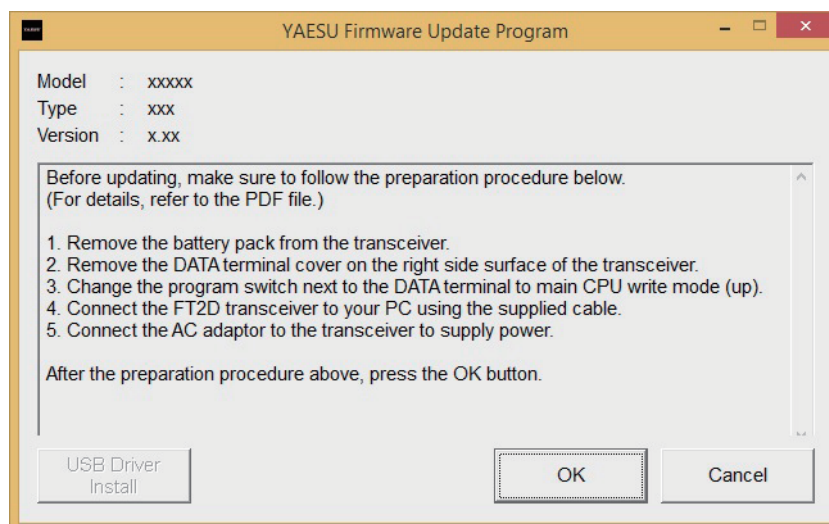 YAESU Firmware Update Program
Model : xxxxx
Type : xxx
Version : x.xx
Before updating, make sure to follow the preparation procedure below.
(For details, refer to the PDF file.)
1. Remove the battery pack from the transceiver.
2. Remove the DATA terminal cover on the right side surface of the transceiver.
3. Change the program switch next to the DATA terminal to main CPU write mode (up).
4. Connect the FT2D transceiver to your PC using the supplied cable.
5. Connect the AC adaptor to the transceiver to supply power.
After the preparation procedure above, press the OK button.
USB Driver
Install
OK
Cancel